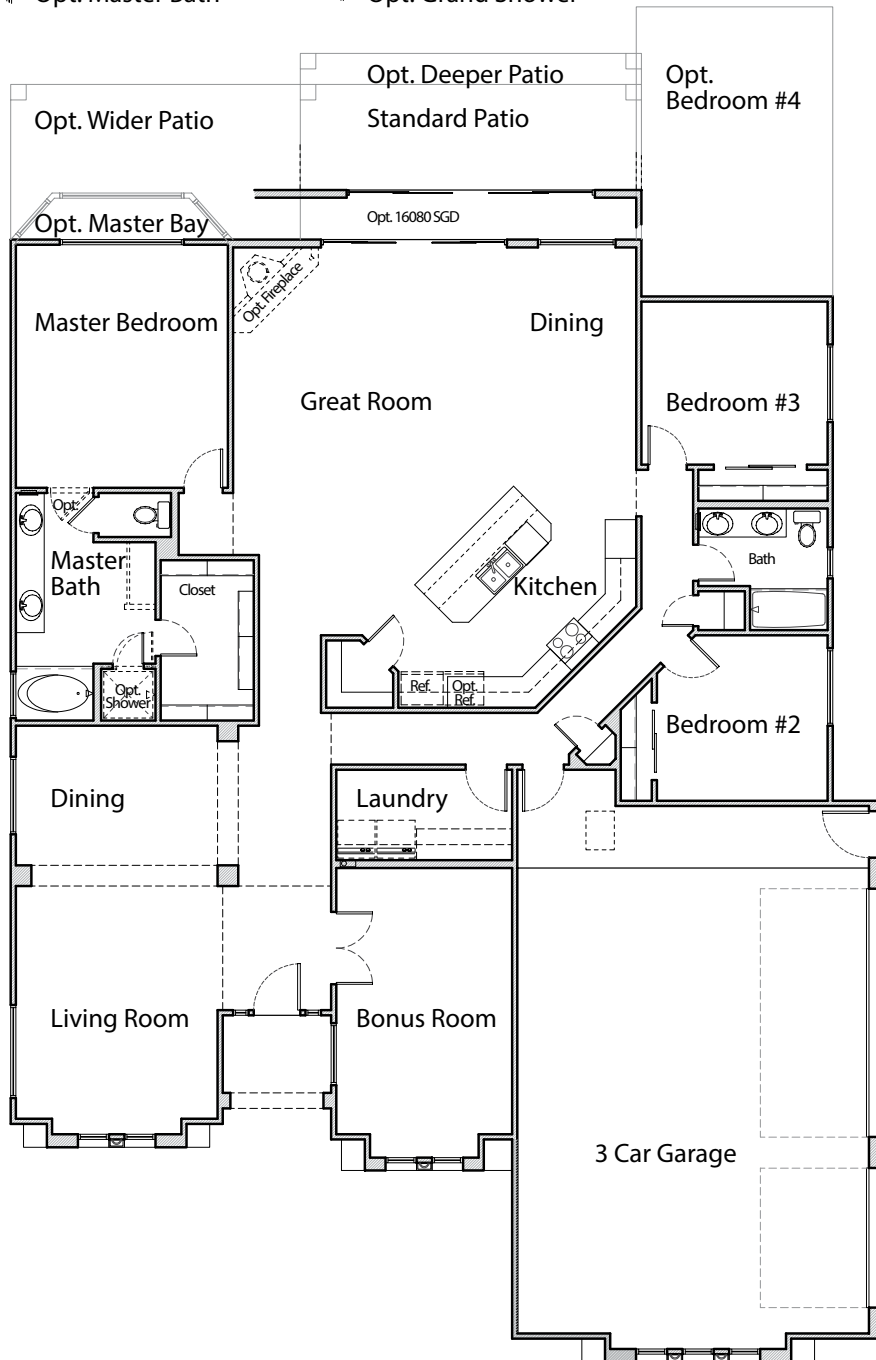 Opt. Master Bath
Opt. Grand Shower
Opt. Deeper Patio
Opt.
Bedroom #4
Opt. Wider Patio
Standard Patio
Opt. Master Bay
Opt. 16080 SGD
Opt. Fireplace
Master Bedroom
Dining
Great Room
Bedroom #3
Opt.
Master
Bath
Closet
Kitchen
Bath
Opt.
Shower
Ref.
Opt.
Ref.
Bedroom #2
Dining
Laundry
Living Room
Bonus Room
3 Car Garage